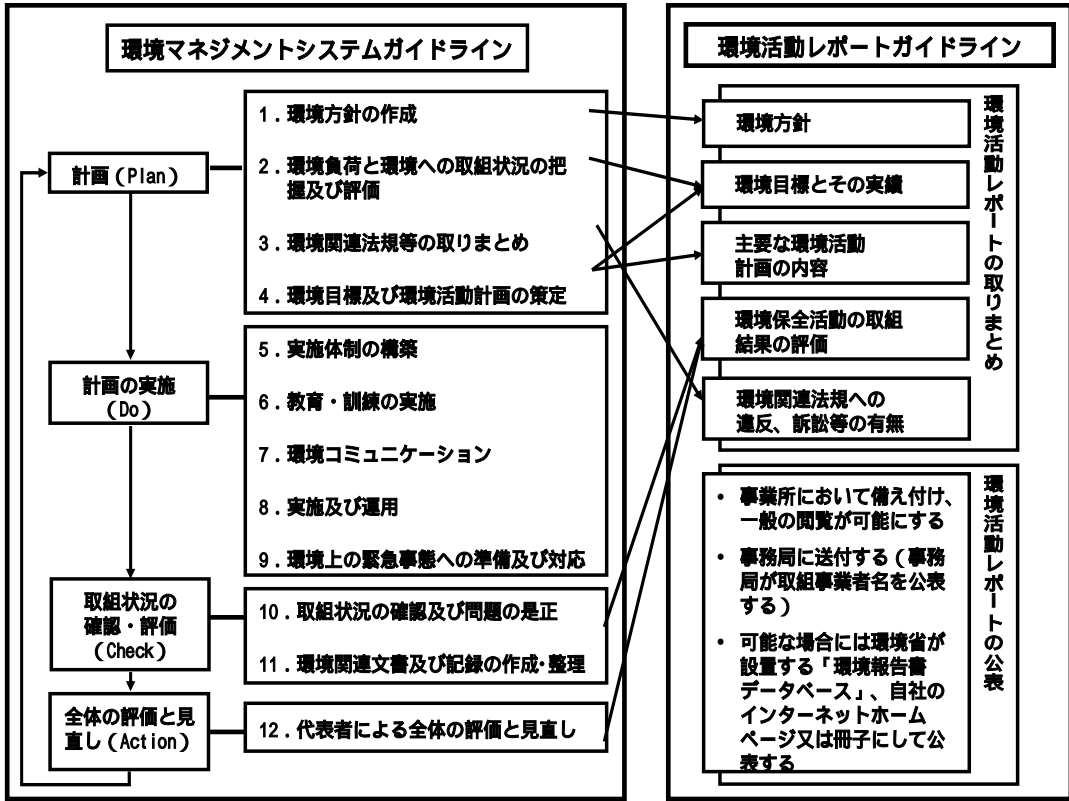 環境マネジメントシステムガイドライン
計画（Plan）
1．環境方針の作成
2．環境負荷と環境への取組状況の把
握及び評価
3．環境関連法規等の取りまとめ
4．環境目標及び環境活動計画の策定
計画の実施
（Do）
5．実施体制の構築
6．教育・訓練の実施
7．環境コミュニケーション
8．実施及び運用
9．環境上の緊急事態への準備及び対応
取組状況の
確認・評価
（Check）
10．取組状況の確認及び問題の是正
11．環境関連文書及び記録の作成・整理
全体の評価と見
直し（Action）
12．代表者による全体の評価と見直し
環境活動レポートガイドライン
環境活動レポートの取りまとめ
環境方針
環境目標とその実績
主要な環境活動
計画の内容
環境保全活動の取組
結果の評価
環境関連法規への
違反、訴訟等の有無
環境活動レポートの公表
• 事業所において備え付け、
一般の閲覧が可能にする
• 事務局に送付する（事務
局が取組事業者名を公表
する）
• 可能な場合には環境省が
設置する「環境報告書
データベース」、自社の
インターネットホーム
ページ又は冊子にして公
表する